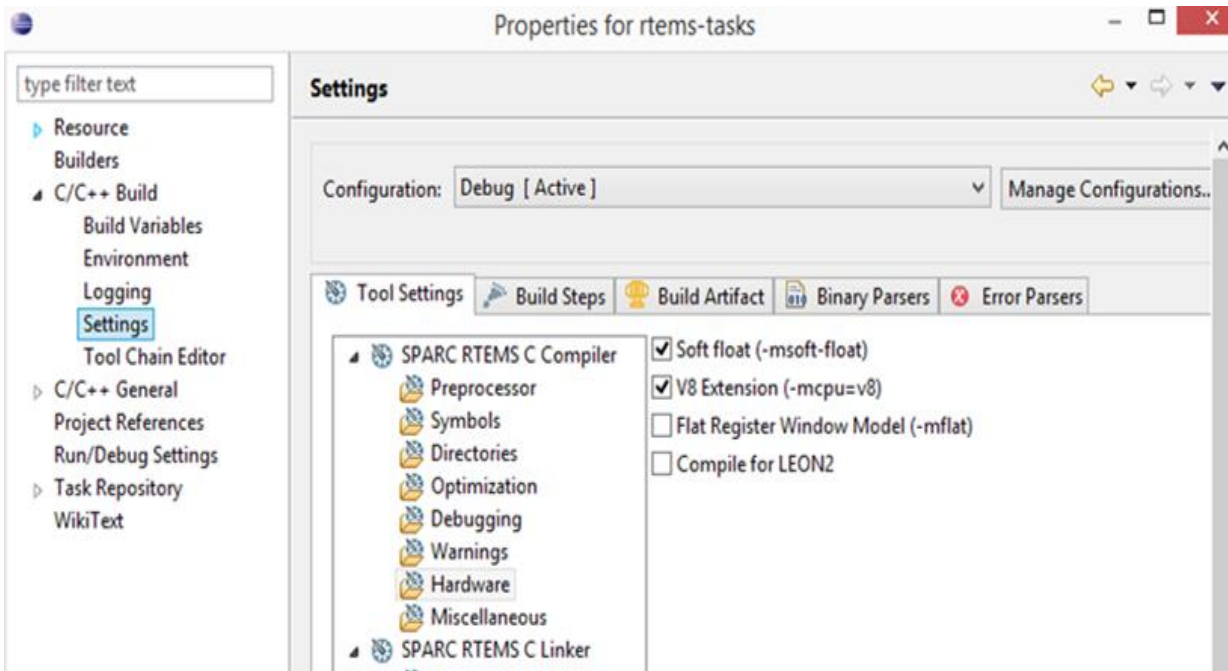 Properties for rtems-tasks
type filter text
Resource
Builders
C/C++ Build
Build Variables
Environment
Logging
Settings
Tool Chain Editor
C/C++ General
Project References
Run/Debug Settings
Task Repository
WikiText
Settings
Configuration: Debug [ Active ]
Manage Configurations..
Tool Settings Build Steps Build Artifact Binary Parsers Error Parsers
SPARC RTEMS C Compiler
Preprocessor
Symbols
Directories
Optimization
Debugging
Warnings
Hardware
Miscellaneous
SPARC RTEMS C Linker
Soft float (-msoft-float)
V8 Extension (-mcpu=v8)
Flat Register Window Model (-mflat)
Compile for LEON2